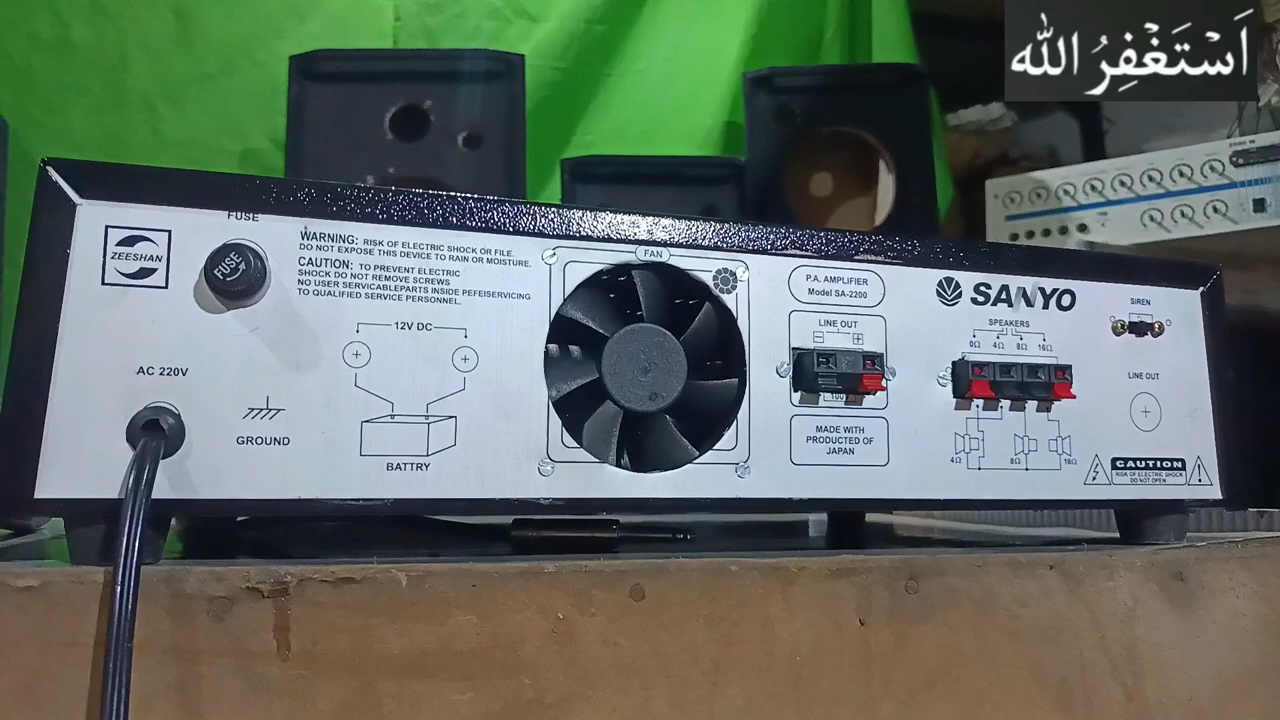 اَسْتَغْفِرُ الله
3500 W
ZEESHAN
FUSE
FUSE
WARNING: RISK OF ELECTRIC SHOCK OR FILE.
DO NOT EXPOSE THIS DEVICE TO RAIN OR MOISTURE.
CAUTION: TO PREVENT ELECTRIC
SHOCK DO NOT REMOVE SCREWS
NO USER SERVICABLEPARTS INSIDE PEFEISERVICING
TO QUALIFIED SERVICE PERSONNEL.
12V DC
+
+
BATTRY
AC 220V
GROUND
FAN
P.A. AMPLIFIER
Model SA-2200
LINE OUT
− +
100
MADE WITH
PRODUCTED OF
JAPAN
SANYO
SPEAKERS
0Ω 4Ω 8Ω 16Ω
4Ω 8Ω 16Ω
SIREN
LINE OUT
+
CAUTION
RISK OF ELECTRIC SHOCK
DO NOT OPEN